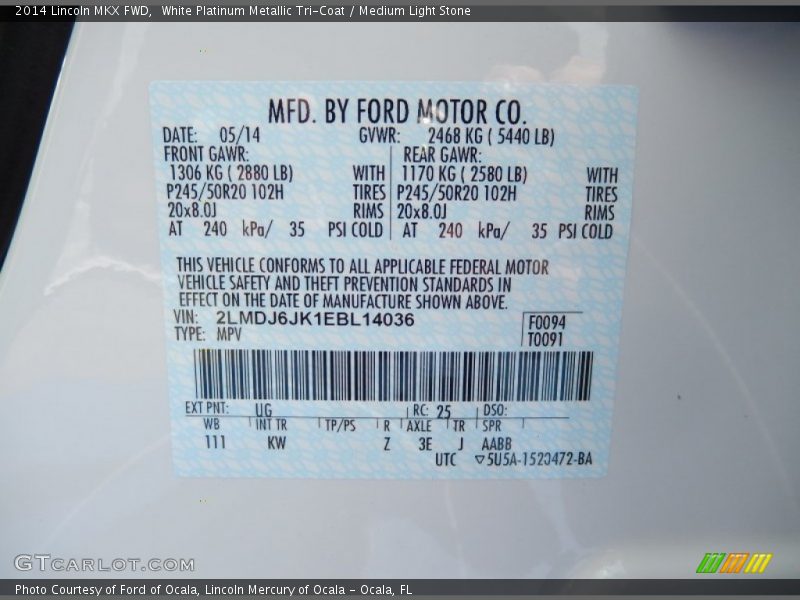 2014 Lincoln MKX FWD,  White Platinum Metallic Tri-Coat / Medium Light Stone
MFD. BY FORD MOTOR CO.
DATE: 05/14 GVWR: 2468 KG ( 5440 LB)
FRONT GAWR: REAR GAWR:
1306 KG ( 2880 LB) WITH 1170 KG ( 2580 LB) WITH
P245/50R20 102H TIRES P245/50R20 102H TIRES
20x8.0J RIMS 20x8.0J RIMS
AT 240 kPa/ 35 PSI COLD AT 240 kPa/ 35 PSI COLD
THIS VEHICLE CONFORMS TO ALL APPLICABLE FEDERAL MOTOR
VEHICLE SAFETY AND THEFT PREVENTION STANDARDS IN
EFFECT ON THE DATE OF MANUFACTURE SHOWN ABOVE.
VIN: 2LMDJ6JK1EBL14036 F0094
TYPE: MPV T0091
EXT PNT: UG RC: 25 DSO:
WB INT TR TP/PS R AXLE TR SPR
111 KW Z 3E J AABB
UTC ▽5U5A-1520472-BA
GTCARLOT.COM
Photo Courtesy of Ford of Ocala, Lincoln Mercury of Ocala - Ocala, FL